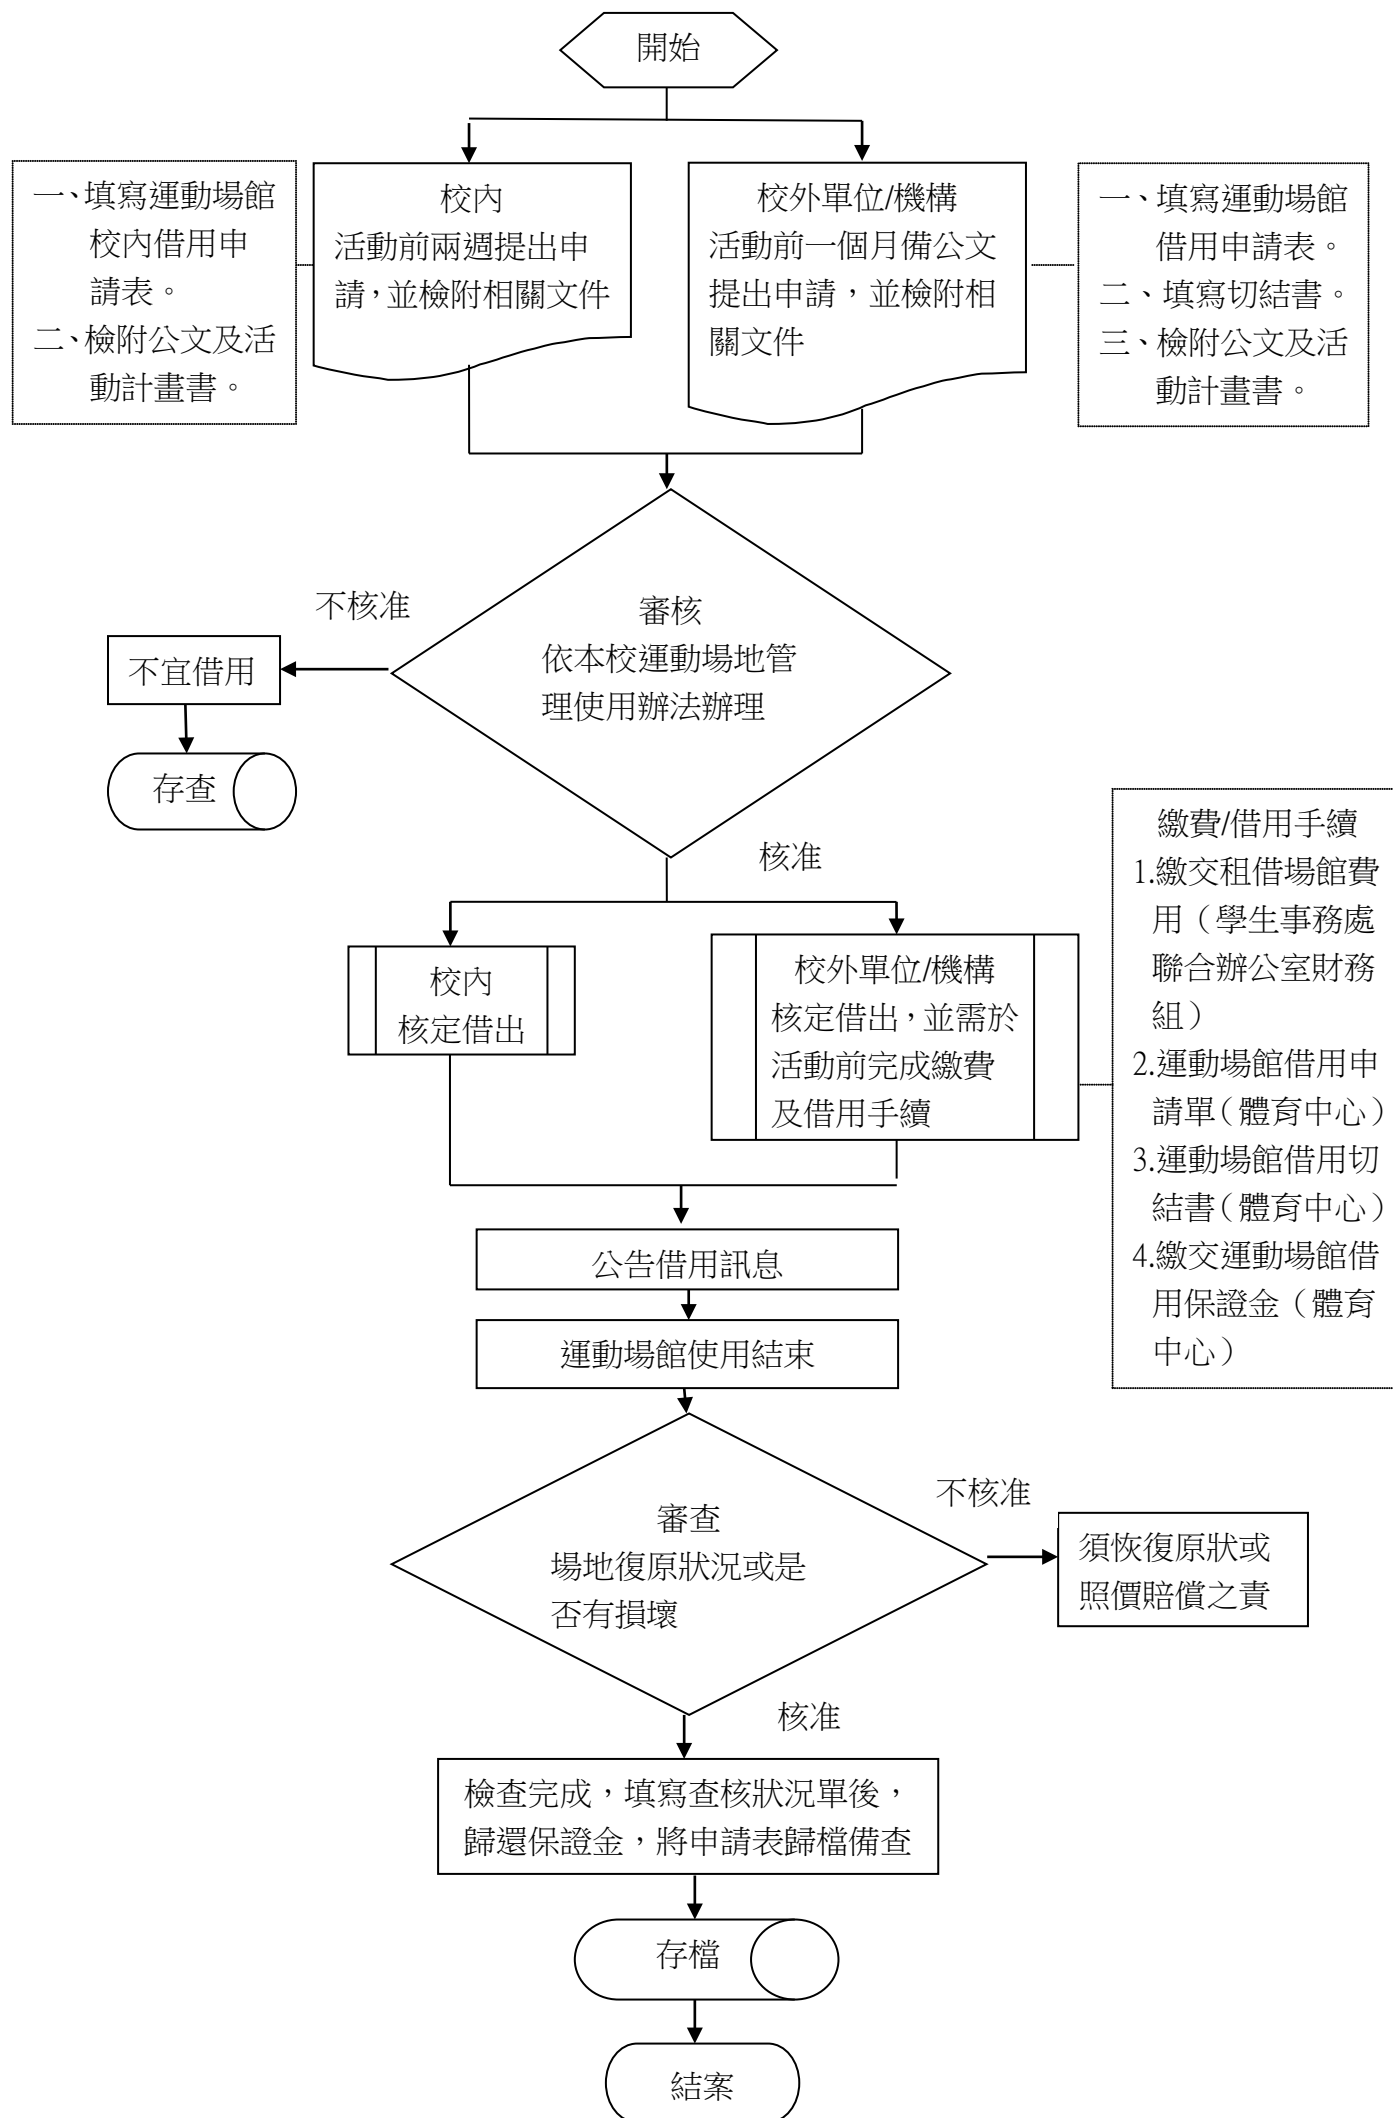 開始
一、填寫運動場館
校內借用申
請表。
二、檢附公文及活
動計畫書。
校內
活動前兩週提出申
請，並檢附相關文件
校外單位/機構
活動前一個月備公文
提出申請，並檢附相
關文件
一、填寫運動場館
借用申請表。
二、填寫切結書。
三、檢附公文及活
動計畫書。
不核准
審核
依本校運動場地管
理使用辦法辦理
不宜借用
存查
核准
校內
核定借出
校外單位/機構
核定借出，並需於
活動前完成繳費
及借用手續
繳費/借用手續
1.繳交租借場館費
用（學生事務處
聯合辦公室財務
組）
2.運動場館借用申
請單（體育中心）
3.運動場館借用切
結書（體育中心）
4.繳交運動場館借
用保證金（體育
中心）
公告借用訊息
運動場館使用結束
審查
場地復原狀況或是
否有損壞
不核准
須恢復原狀或
照價賠償之責
核准
檢查完成，填寫查核狀況單後，
歸還保證金，將申請表歸檔備查
存檔
結案